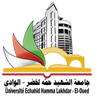 جامعة الشهيد حمه لخضر - الوادي
Université Echahid Hamma Lakhdar - El-Oued